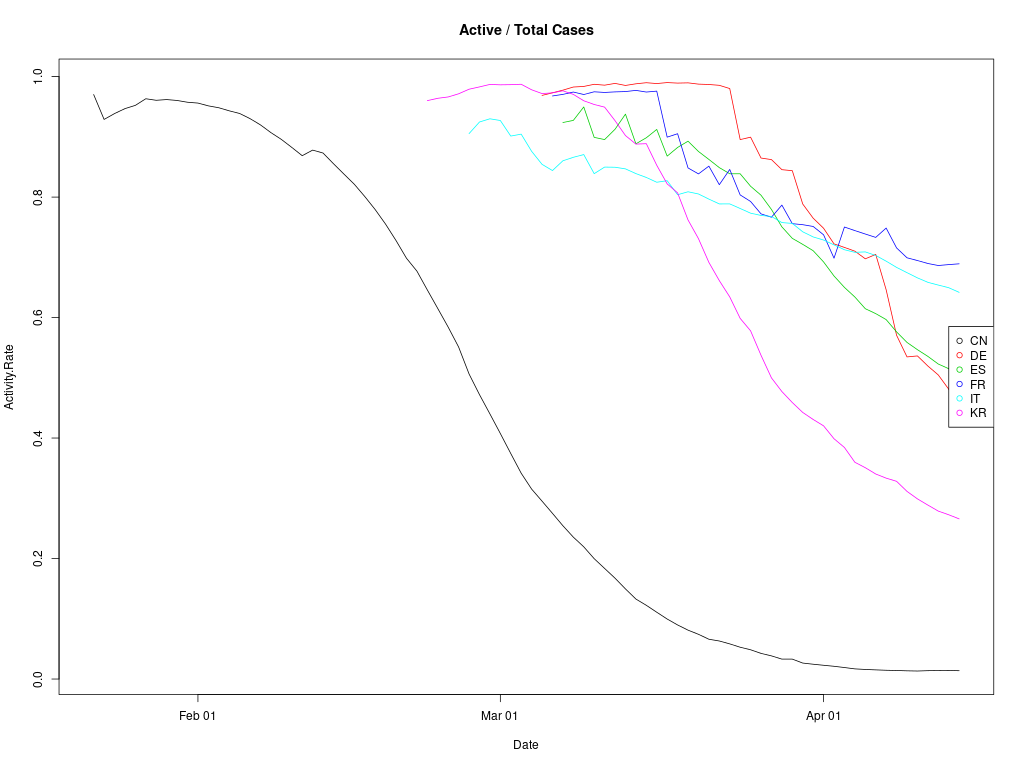 Active / Total Cases
Activity.Rate
1.0
0.8
0.6
0.4
0.2
0.0
CN
DE
ES
FR
IT
KR
Feb 01
Mar 01
Apr 01
Date